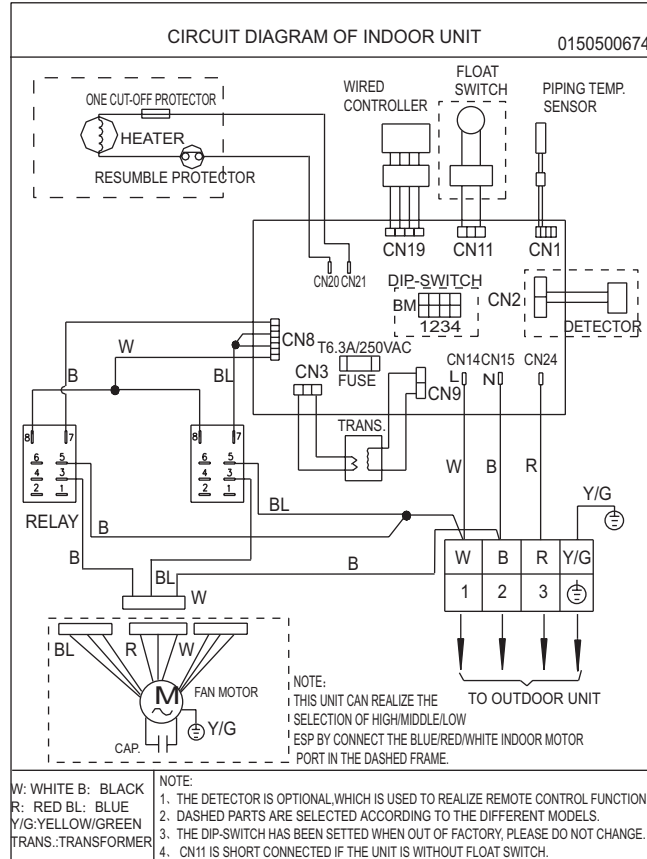 CIRCUIT DIAGRAM OF INDOOR UNIT
0150500674
ONE CUT-OFF PROTECTOR
HEATER
RESUMBLE PROTECTOR
WIRED
CONTROLLER
FLOAT
SWITCH
PIPING TEMP.
SENSOR
CN19
CN11
CN1
CN20 CN21
DIP-SWITCH
BM
1234
CN2
DETECTOR
CN8
T6.3A/250VAC
FUSE
CN3
CN9
CN14 CN15 CN24
L N
TRANS.
W
B
BL
8 7
6 5
4 3
2 1
RELAY
8 7
6 5
4 3
2 1
BL
B
B
BL
W
B
W B R
Y/G
W B R Y/G
1 2 3
TO OUTDOOR UNIT
BL R W
M
FAN MOTOR
Y/G
CAP.
NOTE:
THIS UNIT CAN REALIZE THE
SELECTION OF HIGH/MIDDLE/LOW
ESP BY CONNECT THE BLUE/RED/WHITE INDOOR MOTOR
PORT IN THE DASHED FRAME.
W: WHITE B: BLACK
R: RED BL: BLUE
Y/G:YELLOW/GREEN
TRANS.:TRANSFORMER
NOTE:
1、THE DETECTOR IS OPTIONAL,WHICH IS USED TO REALIZE REMOTE CONTROL FUNCTION
2、DASHED PARTS ARE SELECTED ACCORDING TO THE DIFFERENT MODELS.
3、THE DIP-SWITCH HAS BEEN SETTED WHEN OUT OF FACTORY, PLEASE DO NOT CHANGE.
4、CN11 IS SHORT CONNECTED IF THE UNIT IS WITHOUT FLOAT SWITCH.